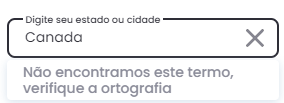 Digite seu estado ou cidade
Canada
Não encontramos este termo,
verifique a ortografia